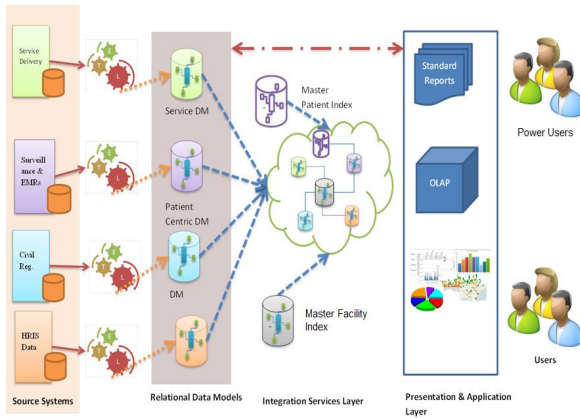 Service
Delivery
E
T
L
Service DM
Master
Patient Index
Standard
Reports
Power Users
Surveill
ance &
EMRs
E
T
L
Patient
Centric DM
OLAP
Civil
Reg.
E
T
L
DM
HRIS
Data
E
T
L
Master Facility
Index
Users
Source Systems
Relational Data Models
Integration Services Layer
Presentation & Application
Layer